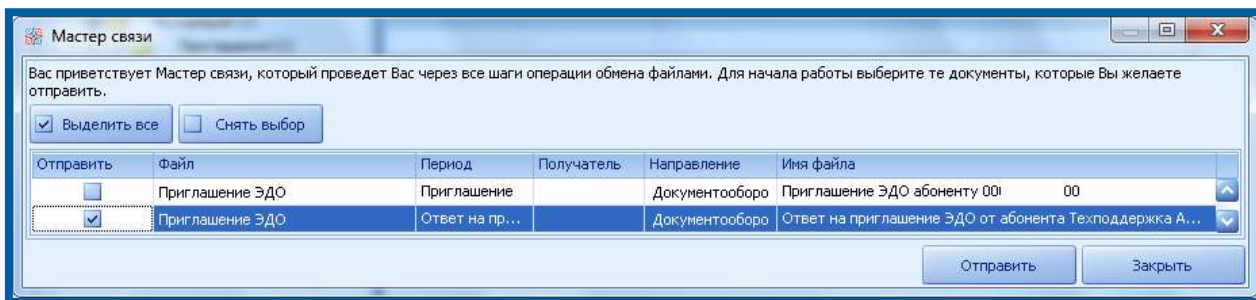 Мастер связи
Вас приветствует Мастер связи, который проведет Вас через все шаги операции обмена файлами. Для начала работы выберите те документы, которые Вы желаете
отправить.
Выделить все Снять выбор
Отправить Файл Период Получатель Направление Имя файла
Приглашение ЭДО Приглашение Документооборо Приглашение ЭДО абоненту 00 00
Приглашение ЭДО Ответ на пр... Документооборо Ответ на приглашение ЭДО от абонента Техподдержка А...
Отправить Закрыть